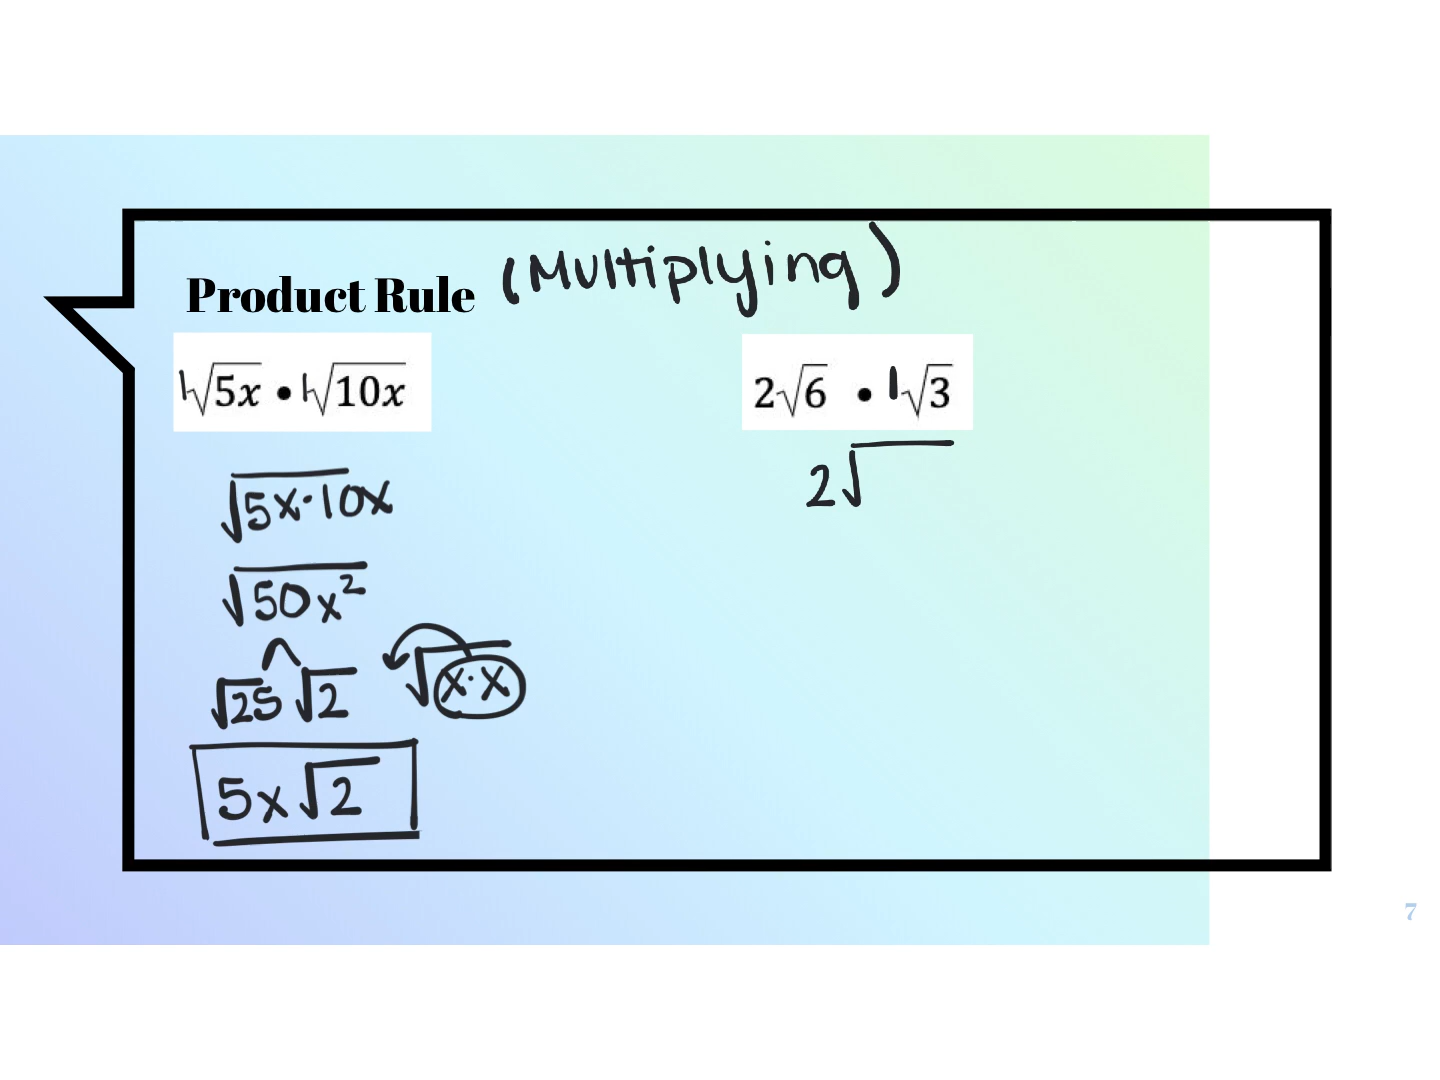 Product Rule (Multiplying)
1√5x • 1√10x
√5x·10x
√50x²
√25 √2 √x·x
5x√2
2√6 • 1√3
2√
7